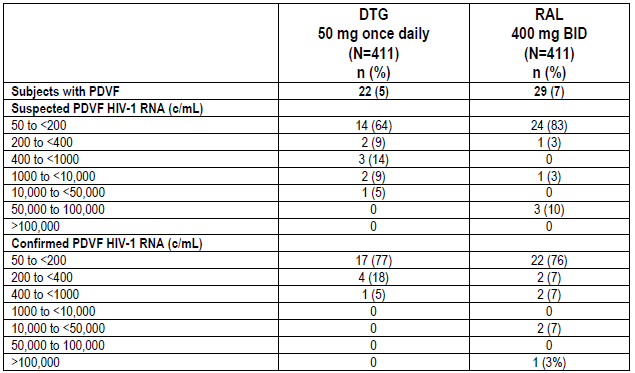 DTG RAL
50 mg once daily 400 mg BID
(N=411) (N=411)
n (%) n (%)
Subjects with PDVF 22 (5) 29 (7)
Suspected PDVF HIV-1 RNA (c/mL)
50 to <200 14 (64) 24 (83)
200 to <400 2 (9) 1 (3)
400 to <1000 3 (14) 0
1000 to <10,000 2 (9) 1 (3)
10,000 to <50,000 1 (5) 0
50,000 to 100,000 0 3 (10)
>100,000 0 0
Confirmed PDVF HIV-1 RNA (c/mL)
50 to <200 17 (77) 22 (76)
200 to <400 4 (18) 2 (7)
400 to <1000 1 (5) 2 (7)
1000 to <10,000 0 0
10,000 to <50,000 0 2 (7)
50,000 to 100,000 0 0
>100,000 0 1 (3%)